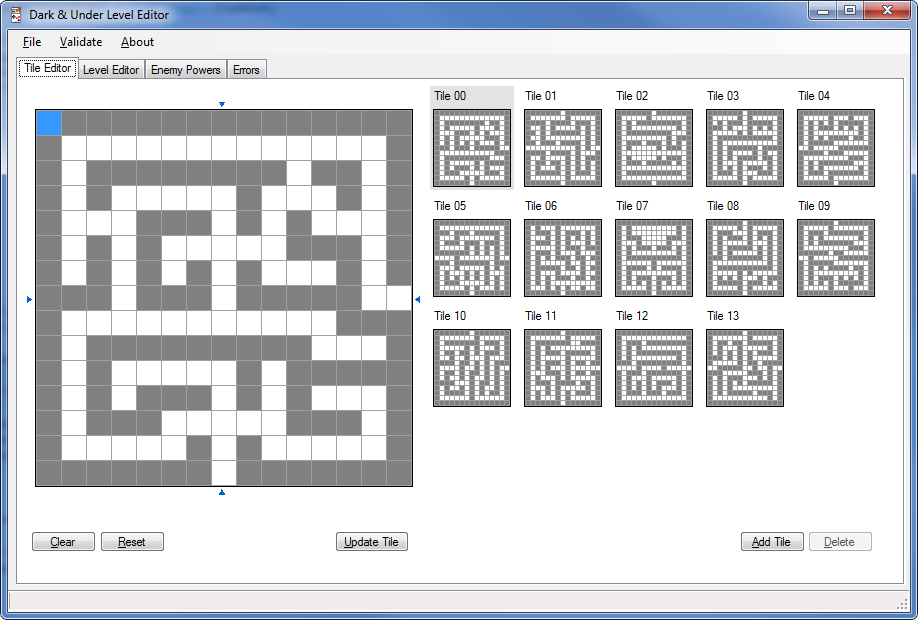 Dark & Under Level Editor
File Validate About
Tile Editor Level Editor Enemy Powers Errors
Tile 00 Tile 01 Tile 02 Tile 03 Tile 04
Tile 05 Tile 06 Tile 07 Tile 08 Tile 09
Tile 10 Tile 11 Tile 12 Tile 13
Clear Reset Update Tile Add Tile Delete